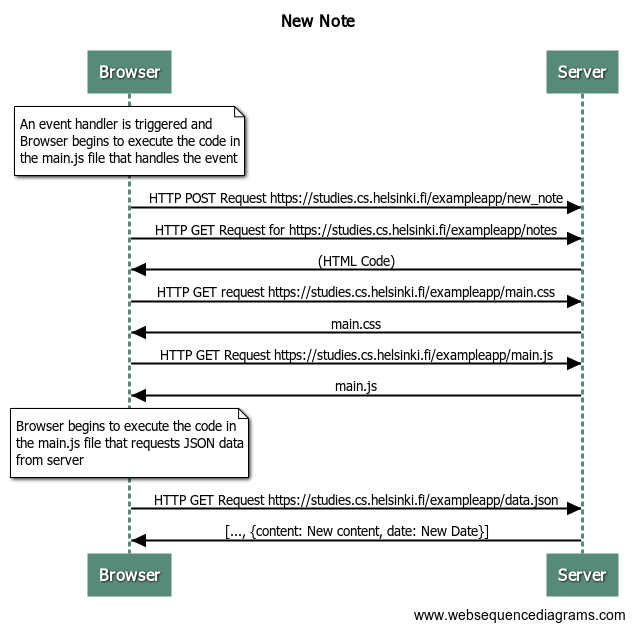 New Note
Browser
Server
An event handler is triggered and
Browser begins to execute the code in
the main.js file that handles the event
HTTP POST Request https://studies.cs.helsinki.fi/exampleapp/new_note
HTTP GET Request for https://studies.cs.helsinki.fi/exampleapp/notes
(HTML Code)
HTTP GET request https://studies.cs.helsinki.fi/exampleapp/main.css
main.css
HTTP GET Request https://studies.cs.helsinki.fi/exampleapp/main.js
main.js
Browser begins to execute the code in
the main.js file that requests JSON data
from server
HTTP GET Request https://studies.cs.helsinki.fi/exampleapp/data.json
[..., {content: New content, date: New Date}]
Browser
Server
www.websequencediagrams.com